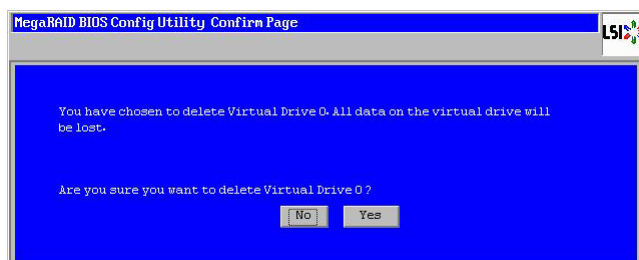 MegaRAID BIOS Config Utility Confirm Page
LSI
You have chosen to delete Virtual Drive 0. All data on the virtual drive will
be lost.
Are you sure you want to delete Virtual Drive 0 ?
No Yes